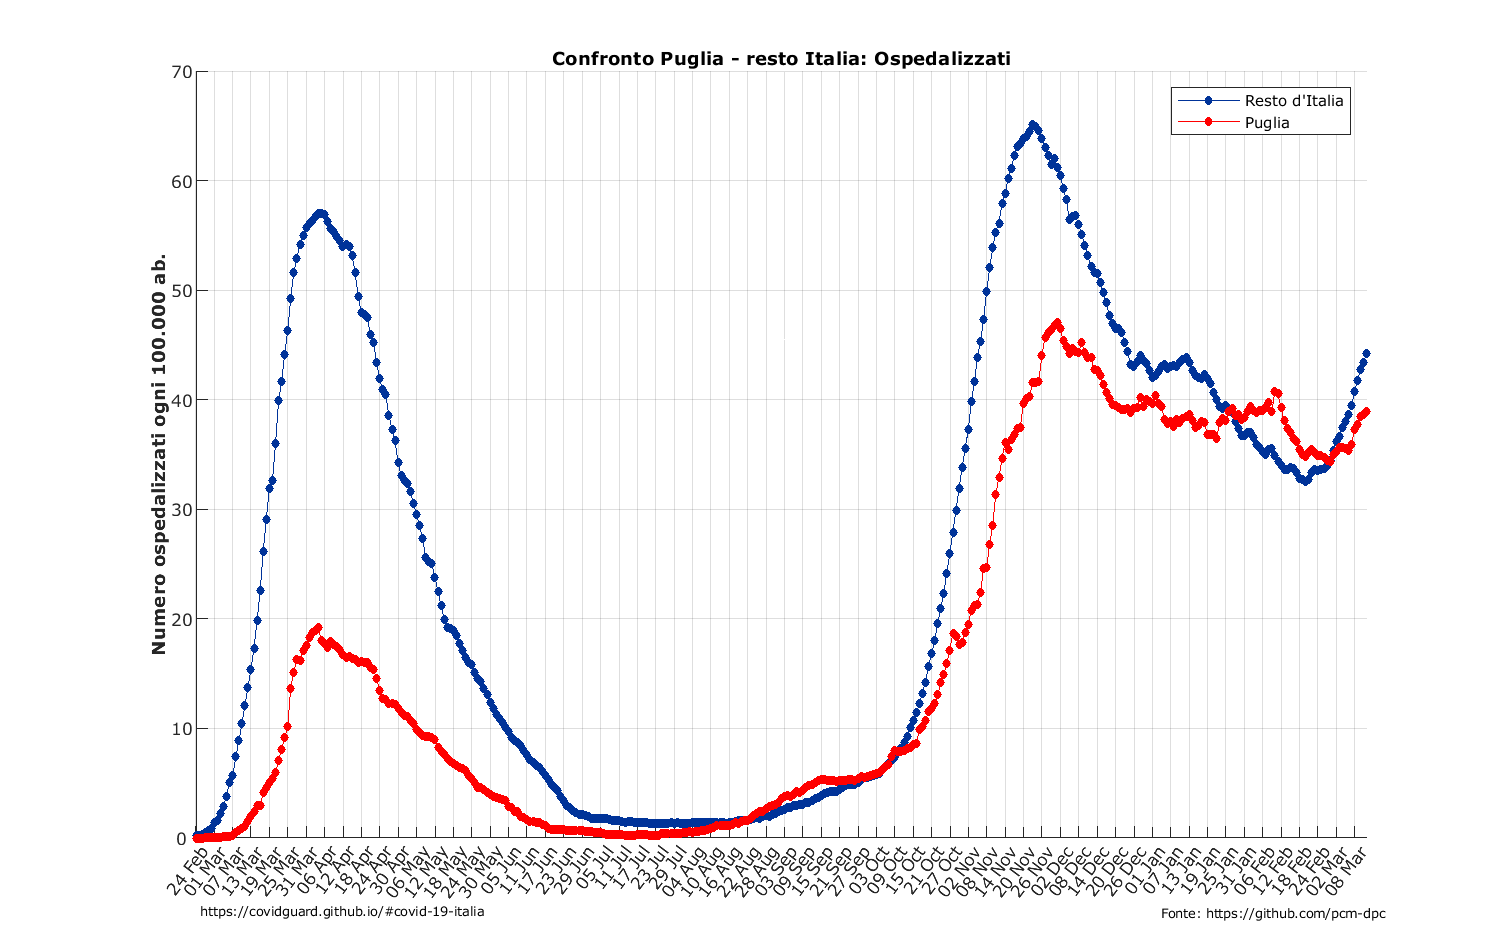 Confronto Puglia - resto Italia: Ospedalizzati
Resto d'Italia
Puglia
Numero ospedalizzati ogni 100.000 ab.
70
60
50
40
30
20
10
0
24 Feb
01 Mar
07 Mar
13 Mar
19 Mar
25 Mar
31 Mar
06 Apr
12 Apr
18 Apr
24 Apr
30 Apr
06 May
12 May
18 May
24 May
30 May
05 Jun
11 Jun
17 Jun
23 Jun
29 Jun
05 Jul
11 Jul
17 Jul
23 Jul
29 Jul
04 Aug
10 Aug
16 Aug
22 Aug
28 Aug
03 Sep
09 Sep
15 Sep
21 Sep
27 Sep
03 Oct
09 Oct
15 Oct
21 Oct
27 Oct
02 Nov
08 Nov
14 Nov
20 Nov
26 Nov
02 Dec
08 Dec
14 Dec
20 Dec
26 Dec
01 Jan
07 Jan
13 Jan
19 Jan
25 Jan
31 Jan
06 Feb
12 Feb
18 Feb
24 Feb
02 Mar
08 Mar
https://covidguard.github.io/#covid-19-italia
Fonte: https://github.com/pcm-dpc